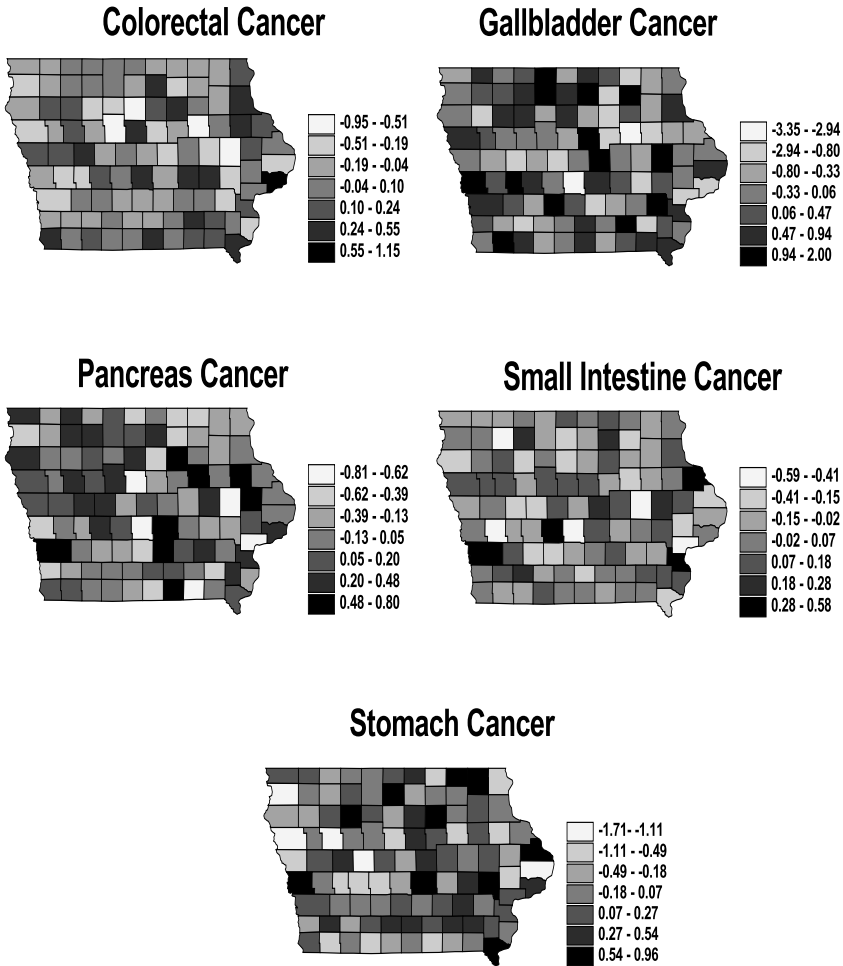 Colorectal Cancer
-0.95 - -0.51
-0.51 - -0.19
-0.19 - -0.04
-0.04 - 0.10
0.10 - 0.24
0.24 - 0.55
0.55 - 1.15
Gallbladder Cancer
-3.35 - -2.94
-2.94 - -0.80
-0.80 - -0.33
-0.33 - 0.06
0.06 - 0.47
0.47 - 0.94
0.94 - 2.00
Pancreas Cancer
-0.81 - -0.62
-0.62 - -0.39
-0.39 - -0.13
-0.13 - 0.05
0.05 - 0.20
0.20 - 0.48
0.48 - 0.80
Small Intestine Cancer
-0.59 - -0.41
-0.41 - -0.15
-0.15 - -0.02
-0.02 - 0.07
0.07 - 0.18
0.18 - 0.28
0.28 - 0.58
Stomach Cancer
-1.71- -1.11
-1.11 - -0.49
-0.49 - -0.18
-0.18 - 0.07
0.07 - 0.27
0.27 - 0.54
0.54 - 0.96